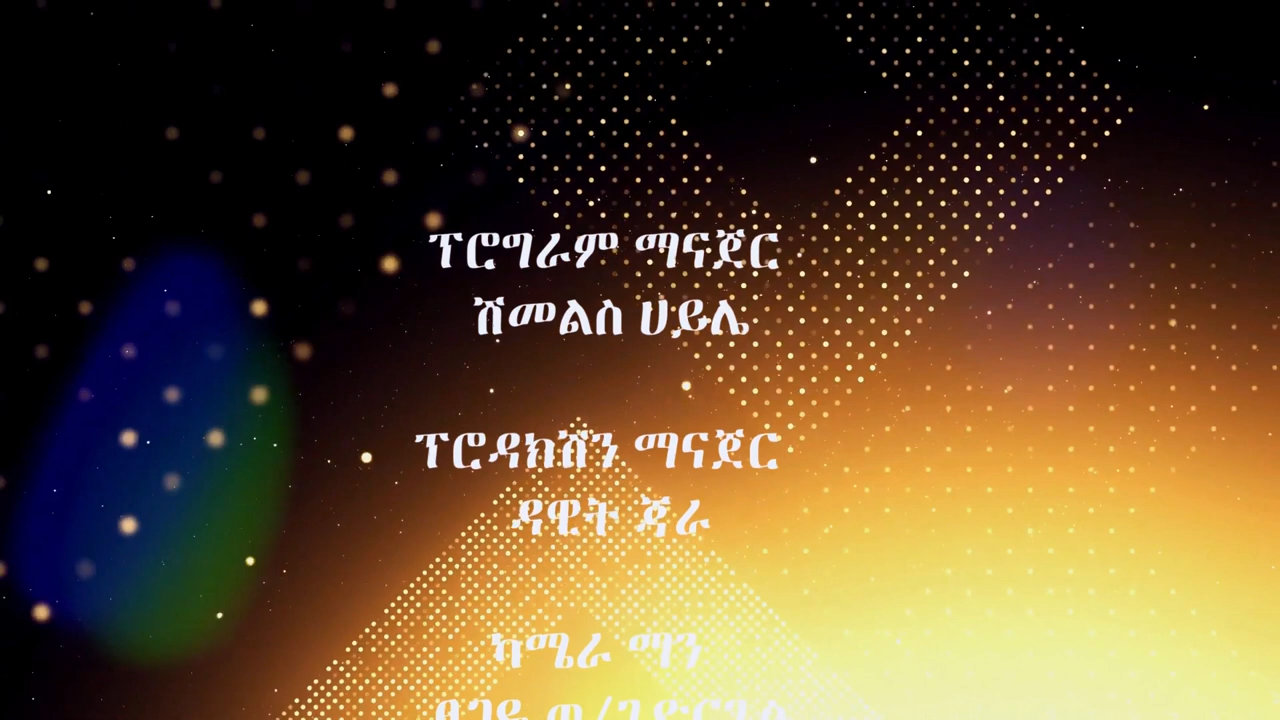 ፕሮግራም ማናጀር
ሽመልስ ሀይሌ
ፕሮዳክሽን ማናጀር
ዳዊት ጃራ
ካሜራ ማን